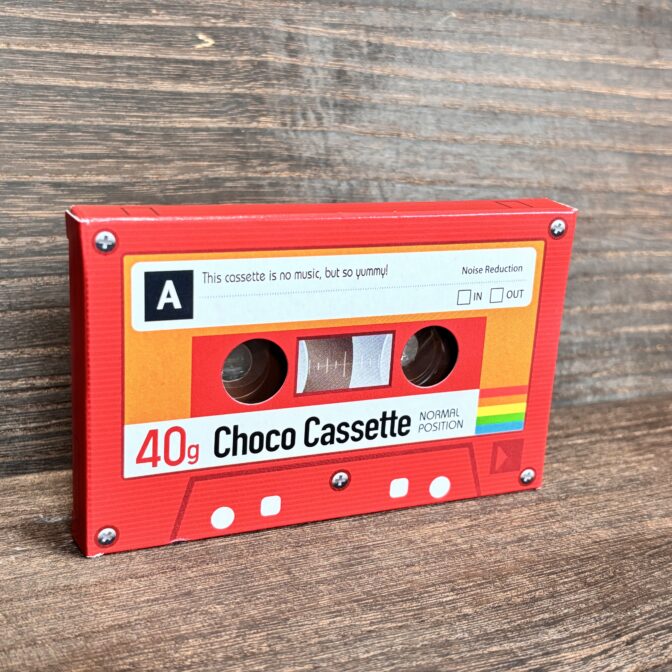 A
This cassette is no music, but so yummy!
Noise Reduction
IN OUT
40g Choco Cassette
NORMAL
POSITION